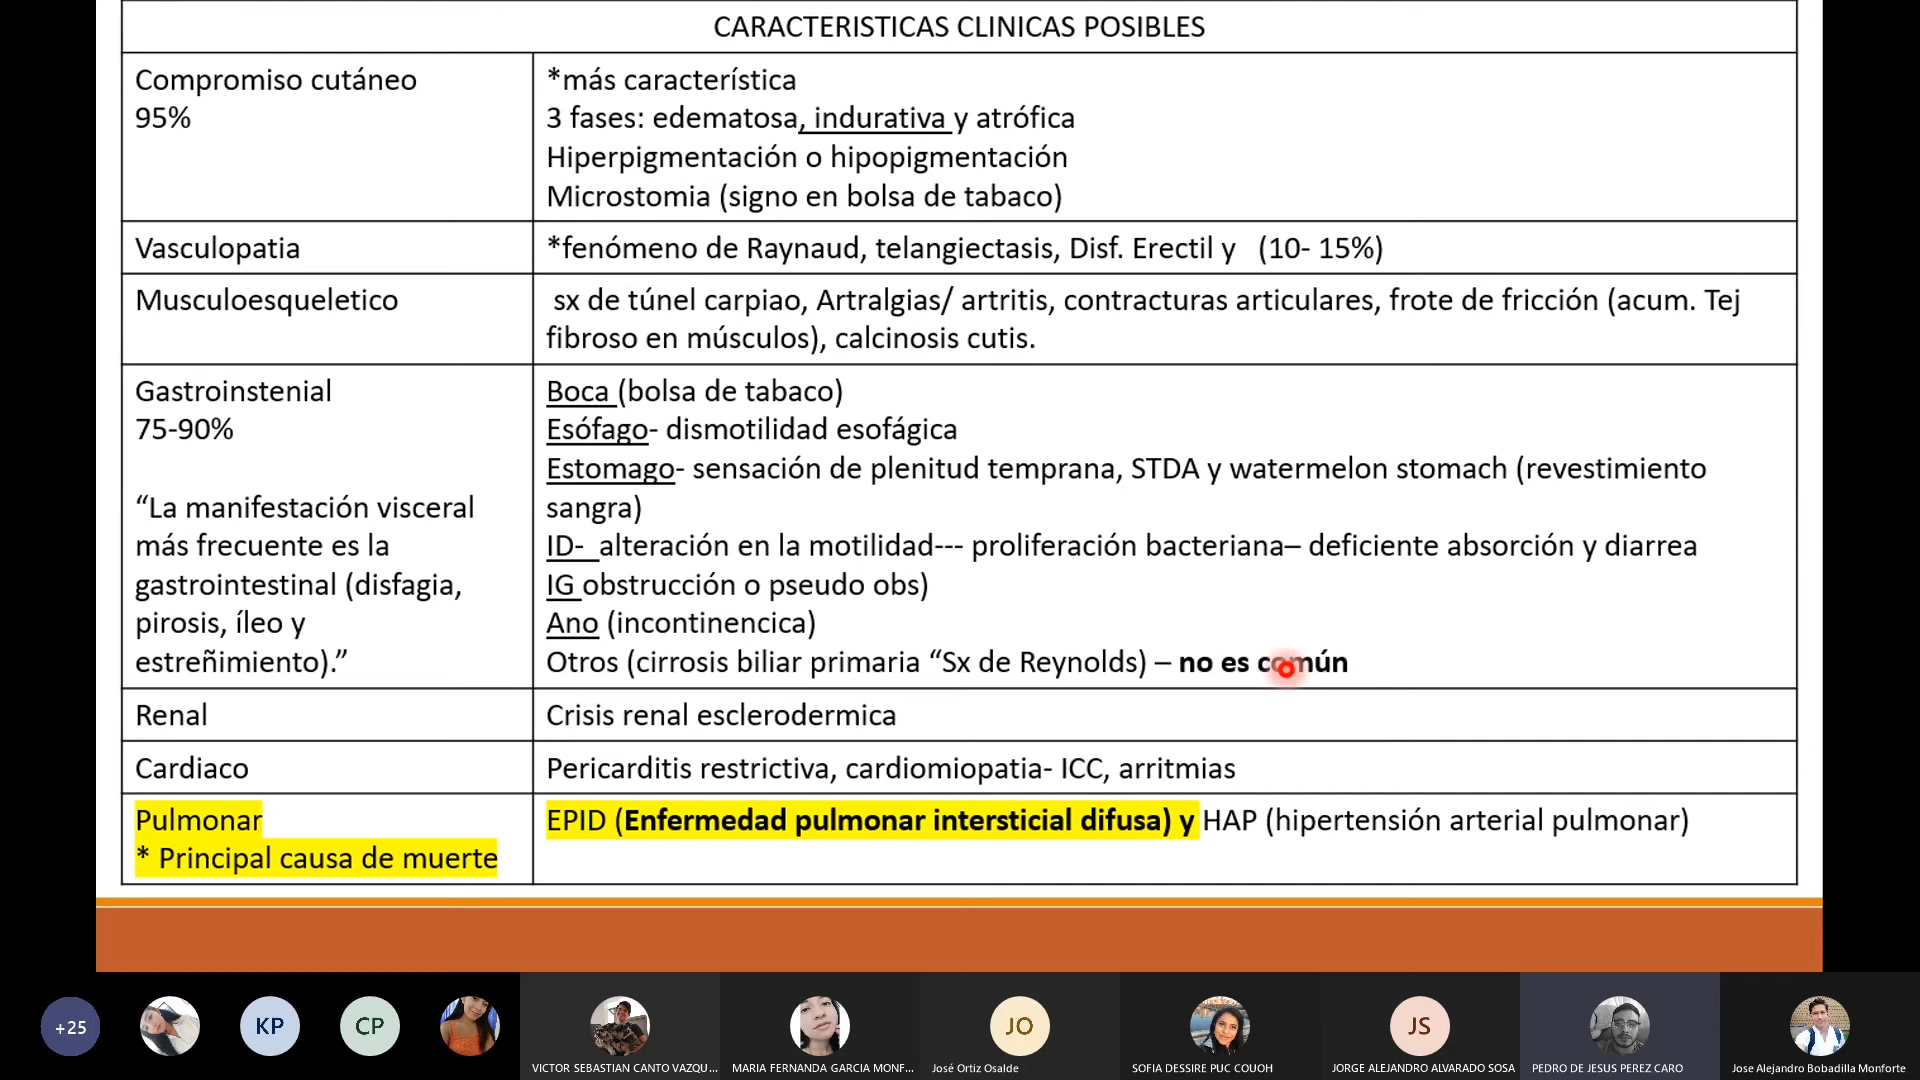 CARACTERISTICAS CLINICAS POSIBLES
Compromiso cutáneo
95%
*más característica
3 fases: edematosa, indurativa y atrófica
Hiperpigmentación o hipopigmentación
Microstomia (signo en bolsa de tabaco)
Vasculopatia
*fenómeno de Raynaud, telangiectasis, Disf. Erectil y (10- 15%)
Musculoesqueletico
sx de túnel carpiao, Artralgias/ artritis, contracturas articulares, frote de fricción (acum. Tej
fibroso en músculos), calcinosis cutis.
Gastroinstenial
75-90%
“La manifestación visceral
más frecuente es la
gastrointestinal (disfagia,
pirosis, íleo y
estreñimiento).”
Boca (bolsa de tabaco)
Esófago- dismotilidad esofágica
Estomago- sensación de plenitud temprana, STDA y watermelon stomach (revestimiento
sangra)
ID- alteración en la motilidad--- proliferación bacteriana– deficiente absorción y diarrea
IG obstrucción o pseudo obs)
Ano (incontinencica)
Otros (cirrosis biliar primaria “Sx de Reynolds) – no es común
Renal
Crisis renal esclerodermica
Cardiaco
Pericarditis restrictiva, cardiomiopatia- ICC, arritmias
Pulmonar
* Principal causa de muerte
EPID (Enfermedad pulmonar intersticial difusa) y HAP (hipertensión arterial pulmonar)
+25
KP
CP
VICTOR SEBASTIAN CANTO VAZQU...
MARIA FERNANDA GARCIA MONF...
JO
José Ortiz Osalde
SOFIA DESSIRE PUC COUOH
JS
JORGE ALEJANDRO ALVARADO SOSA
PEDRO DE JESUS PEREZ CARO
Jose Alejandro Bobadilla Monforte